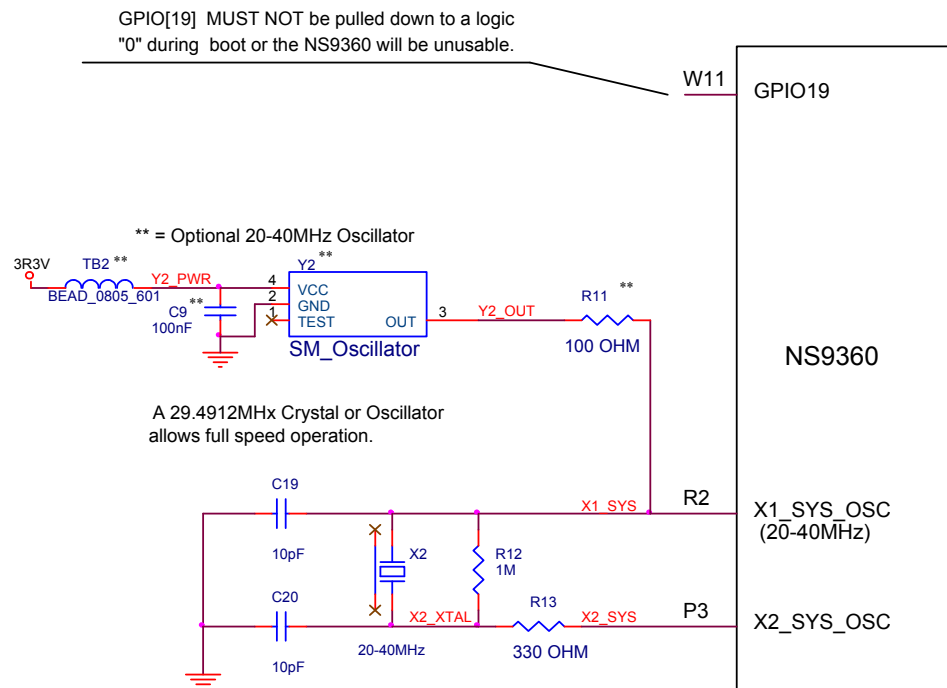 GPIO[19] MUST NOT be pulled down to a logic
"0" during boot or the NS9360 will be unusable.
W11
GPIO19
** = Optional 20-40MHz Oscillator
3R3V
TB2 **
BEAD_0805_601
Y2_PWR
C9 **
100nF
Y2 **
4
2
1
VCC
GND
TEST
OUT
3
SM_Oscillator
Y2_OUT
R11 **
100 OHM
NS9360
A 29.4912MHx Crystal or Oscillator
allows full speed operation.
C19
10pF
X1_SYS
R2
X1_SYS_OSC
(20-40MHz)
X2
R12
1M
C20
10pF
X2_XTAL
20-40MHz
R13
330 OHM
X2_SYS
P3
X2_SYS_OSC